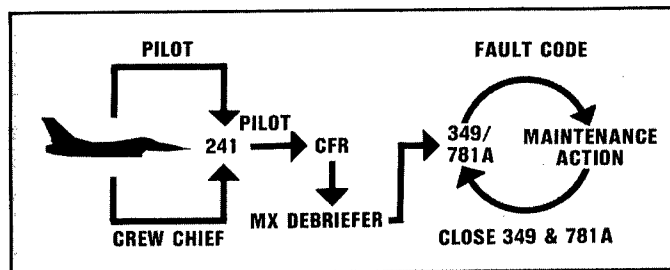 PILOT
FAULT CODE
PILOT
241
CFR
349/
781A
MAINTENANCE
ACTION
MX DEBRIEFER
CREW CHIEF
CLOSE 349 & 781A